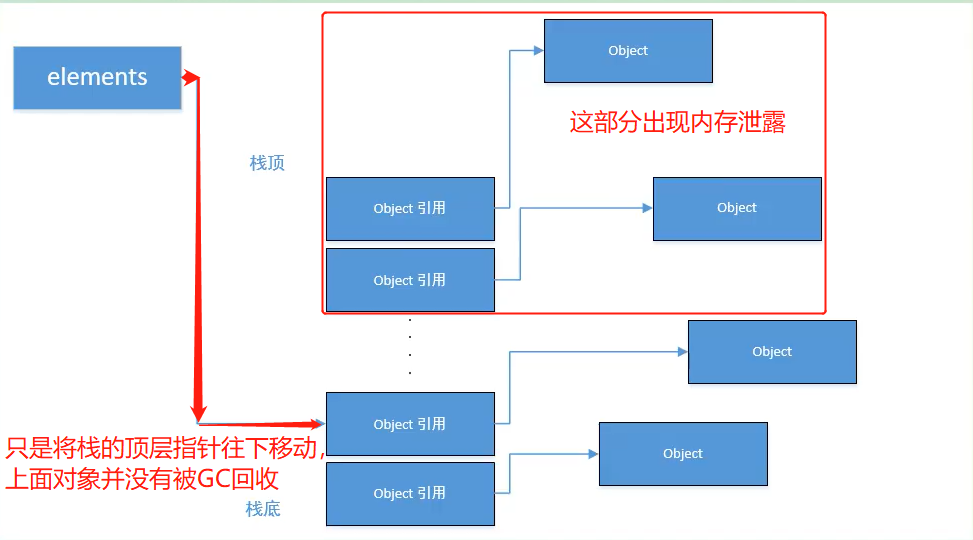 Object
elements
这部分出现内存泄露
栈顶
Object 引用
Object
Object 引用
Object
Object 引用
只是将栈的顶层指针往下移动，
上面对象并没有被GC回收
Object
Object 引用
栈底